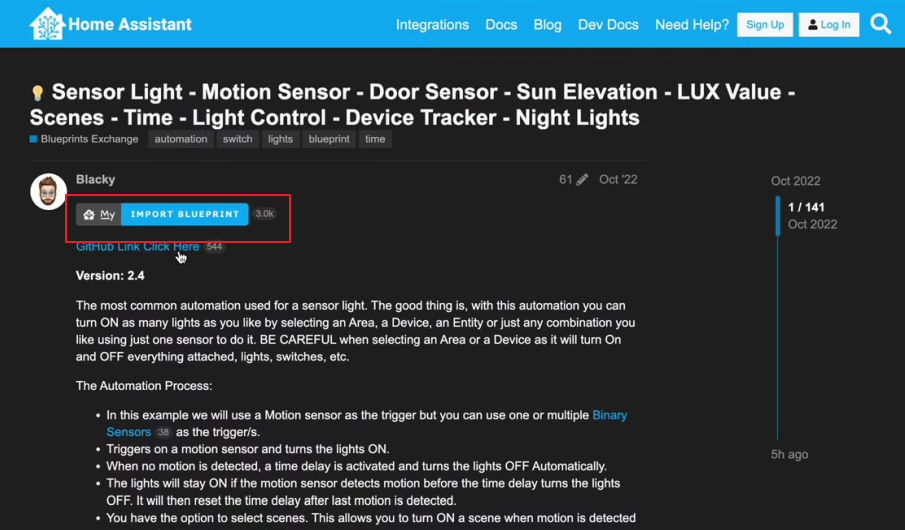 Home Assistant
Integrations Docs Blog Dev Docs Need Help? Sign Up Log In
Sensor Light - Motion Sensor - Door Sensor - Sun Elevation - LUX Value -
Scenes - Time - Light Control - Device Tracker - Night Lights
Blueprints Exchange automation switch lights blueprint time
Blacky 61 Oct '22
My IMPORT BLUEPRINT 3.0k
GitHub Link Click Here 544
Version: 2.4
The most common automation used for a sensor light. The good thing is, with this automation you can
turn ON as many lights as you like by selecting an Area, a Device, an Entity or just any combination you
like using just one sensor to do it. BE CAREFUL when selecting an Area or a Device as it will turn On
and OFF everything attached, lights, switches, etc.
The Automation Process:
• In this example we will use a Motion sensor as the trigger but you can use one or multiple Binary
Sensors 38 as the trigger/s.
• Triggers on a motion sensor and turns the lights ON.
• When no motion is detected, a time delay is activated and turns the lights OFF Automatically.
• The lights will stay ON if the motion sensor detects motion before the time delay turns the lights
OFF. It will then reset the time delay after last motion is detected.
• You have the option to select scenes. This allows you to turn ON a scene when motion is detected
Oct 2022
1 / 141
Oct 2022
5h ago